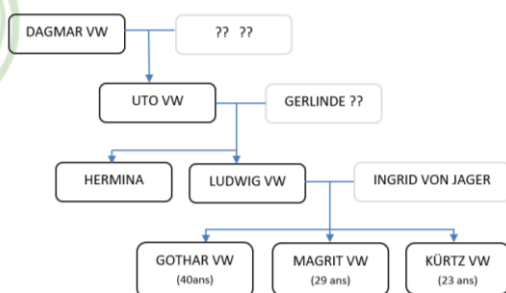 DAGMAR VW
?? ??
UTO VW
GERLINDE ??
HERMINA
LUDWIG VW
INGRID VON JAGER
GOTHAR VW
(40ans)
MAGRIT VW
(29 ans)
KÜRTZ VW
(23 ans)